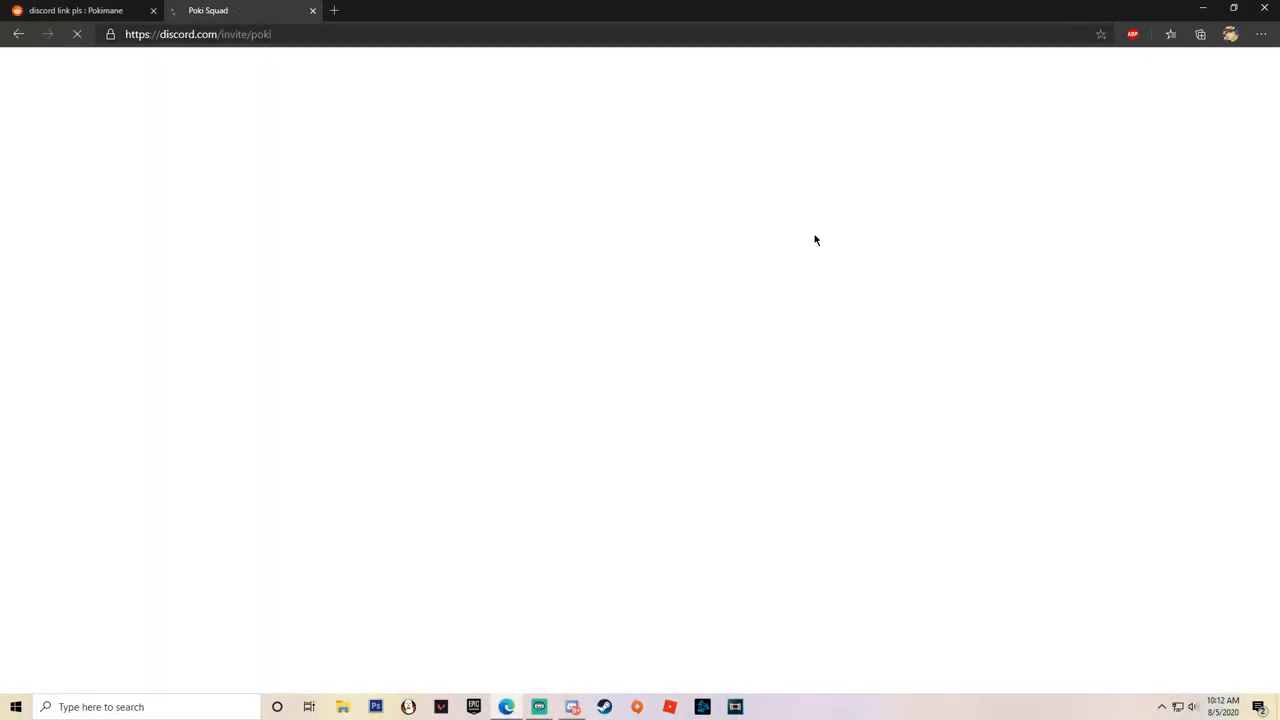 discord link pls : Pokimane
Poki Squad
https://discord.com/invite/poki
ABP
Type here to search
Ps
EPIC
10:12 AM
8/5/2020
2